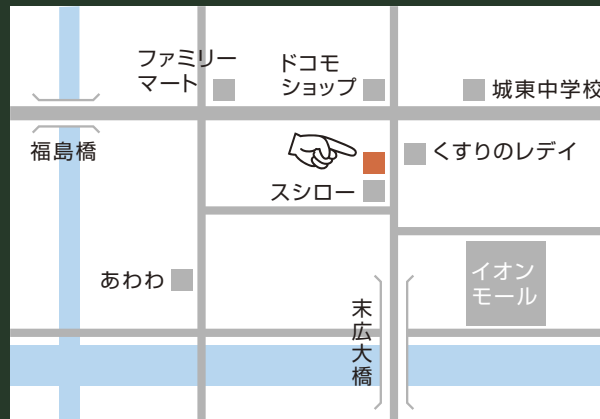 ファミリー
マート
ドコモ
ショップ
城東中学校
福島橋
くすりのレデイ
スシロー
あわわ
イオン
モール
末広大橋